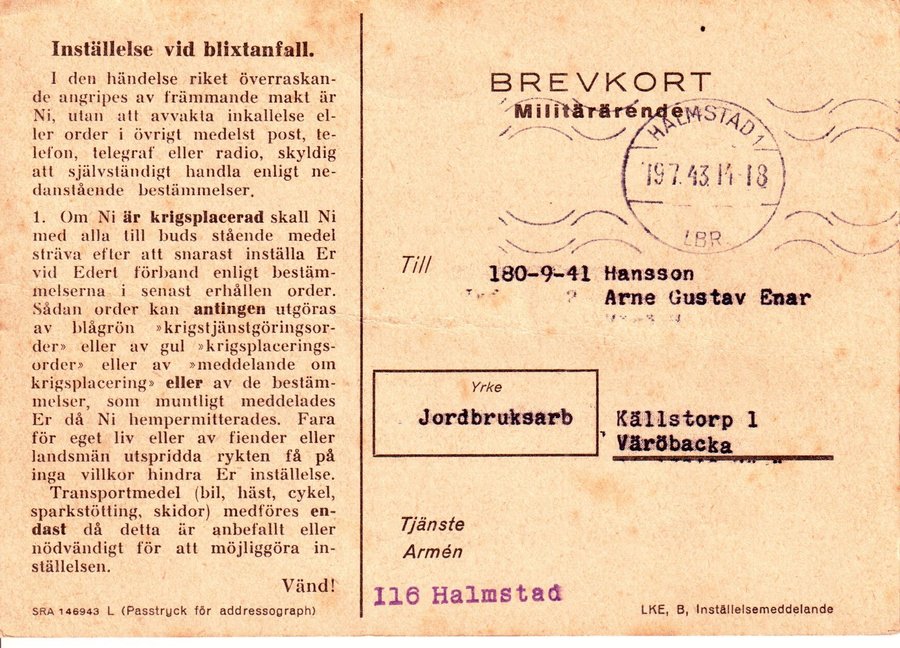 Inställelse vid blixtanfall.
I den händelse riket överraskan-
de angripes av främmande makt är
Ni, utan att avvakta inkallelse el-
ler order i övrigt medelst post, te-
lefon, telegraf eller radio, skyldig
att självständigt handla enligt ne-
danstående bestämmelser.
1. Om Ni är krigsplacerad skall Ni
med alla till buds stående medel
sträva efter att snarast inställa Er
vid Edert förband enligt bestäm-
melserna i senast erhållen order.
Sådan order kan antingen utgöras
av blågrön »krigstjänstgöringsor-
der» eller av gul »krigsplacerings-
order» eller av »meddelande om
krigsplacering» eller av de bestäm-
melser, som muntligt meddelades
Er då Ni hempermitterades. Fara
för eget liv eller av fiender eller
landsmän utspridda rykten få på
inga villkor hindra Er inställelse.
Transportmedel (bil, häst, cykel,
sparkstötting, skidor) medföres en-
dast då detta är anbefallt eller
nödvändigt för att möjliggöra in-
ställelsen.
Vänd!
SRA 146943 L (Passtryck för addressograph)
BREVKORT
Militärärende
HALMSTAD 1
19 7. 43. 14-18
LBR.
Till
180-9-41 Hansson
Arne Gustav Enar
Yrke
Jordbruksarb
Källstorp 1
Väröbacka
Tjänste
Armén
I16 Halmstad
LKE, B, Inställelsemeddelande